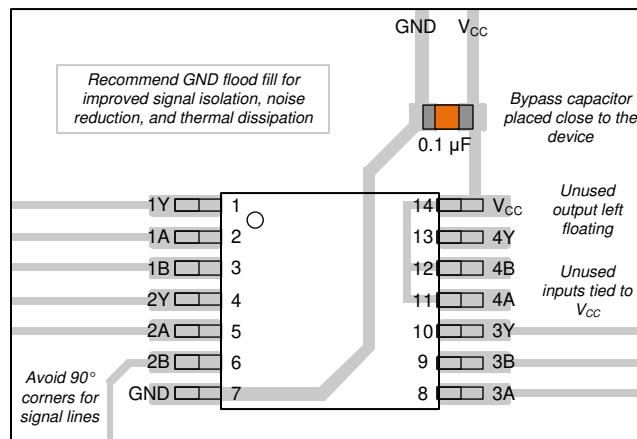 GND VCC
Recommend GND flood fill for
improved signal isolation, noise
reduction, and thermal dissipation
Bypass capacitor
placed close to the
device
0.1 µF
1Y 1 14 VCC
1A 2 13 4Y
1B 3 12 4B
2Y 4 11 4A
2A 5 10 3Y
2B 6 9 3B
GND 7 8 3A
Unused
output left
floating
Unused
inputs tied to
VCC
Avoid 90°
corners for
signal lines